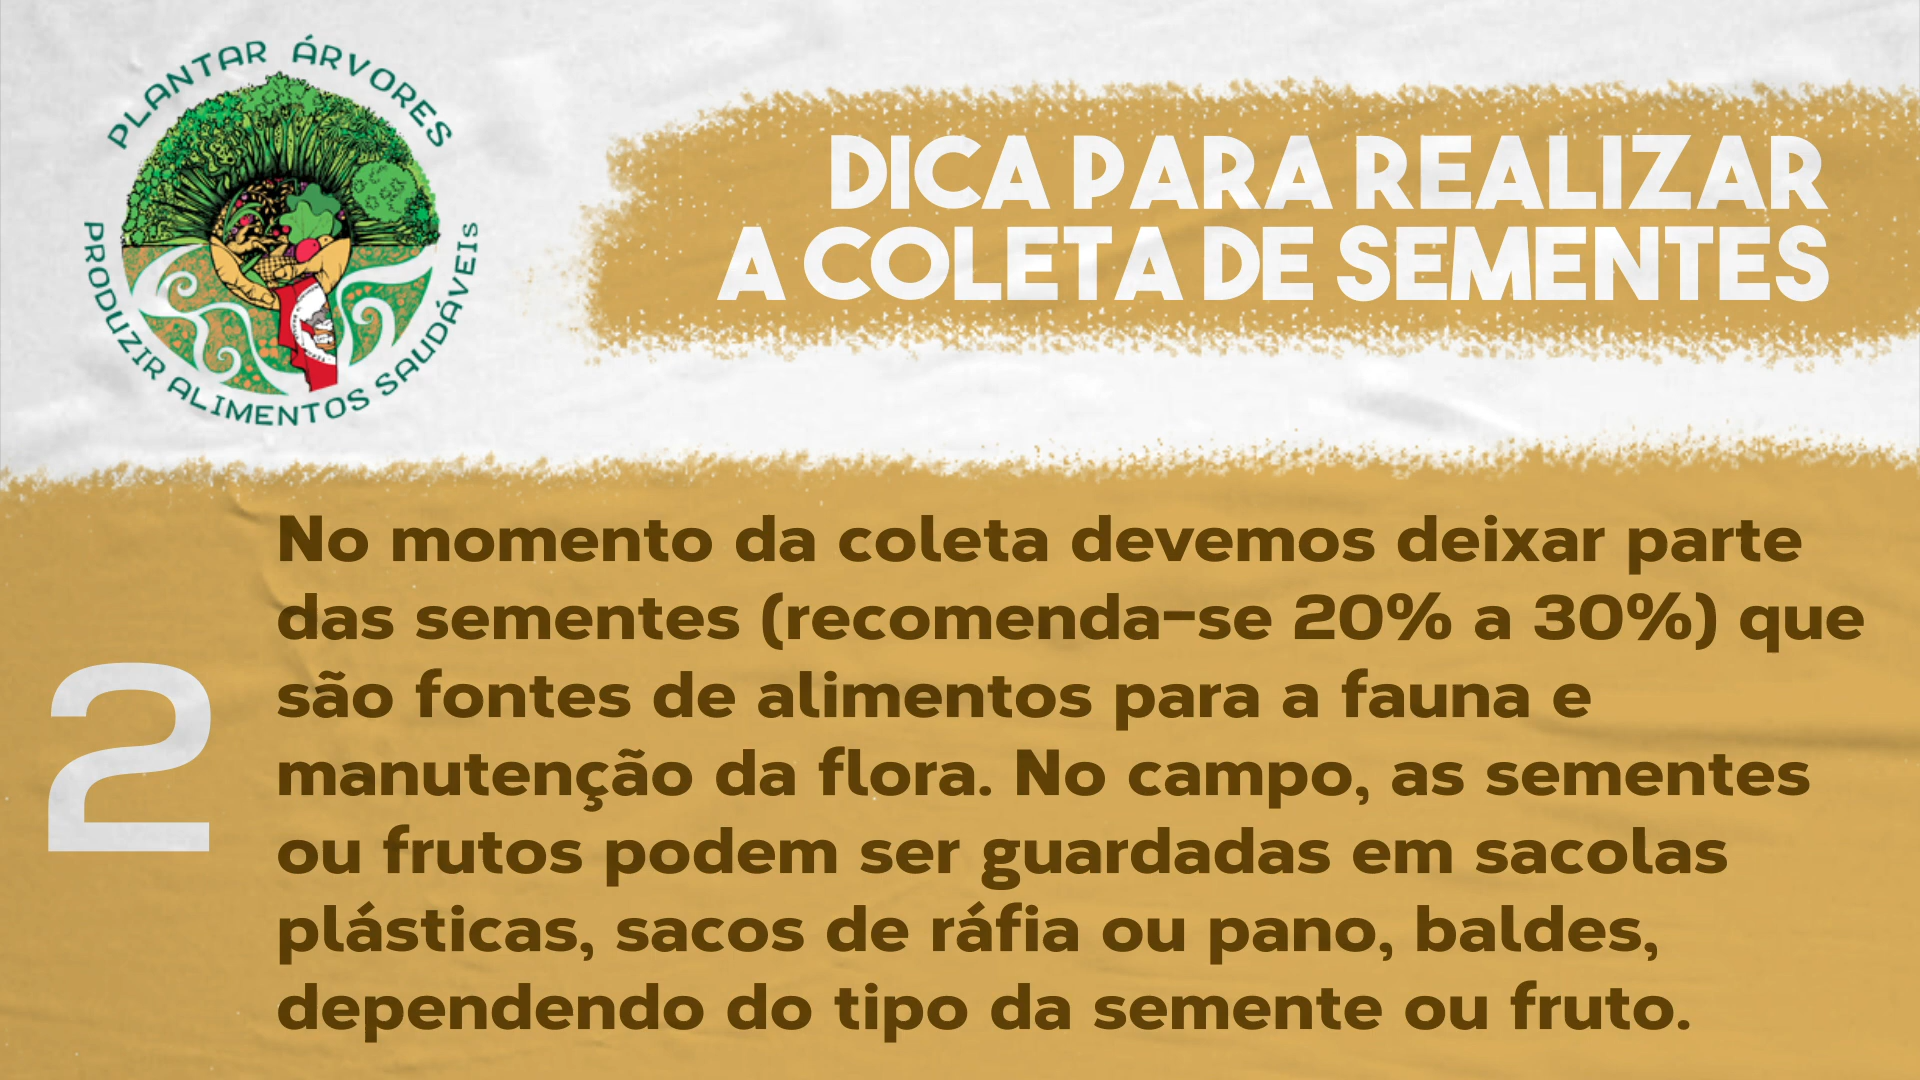 PLANTAR ÁRVORES
PRODUZIR ALIMENTOS SAUDÁVEIS
DICA PARA REALIZAR
A COLETA DE SEMENTES
2
No momento da coleta devemos deixar parte
das sementes (recomenda-se 20% a 30%) que
são fontes de alimentos para a fauna e
manutenção da flora. No campo, as sementes
ou frutos podem ser guardadas em sacolas
plásticas, sacos de ráfia ou pano, baldes,
dependendo do tipo da semente ou fruto.